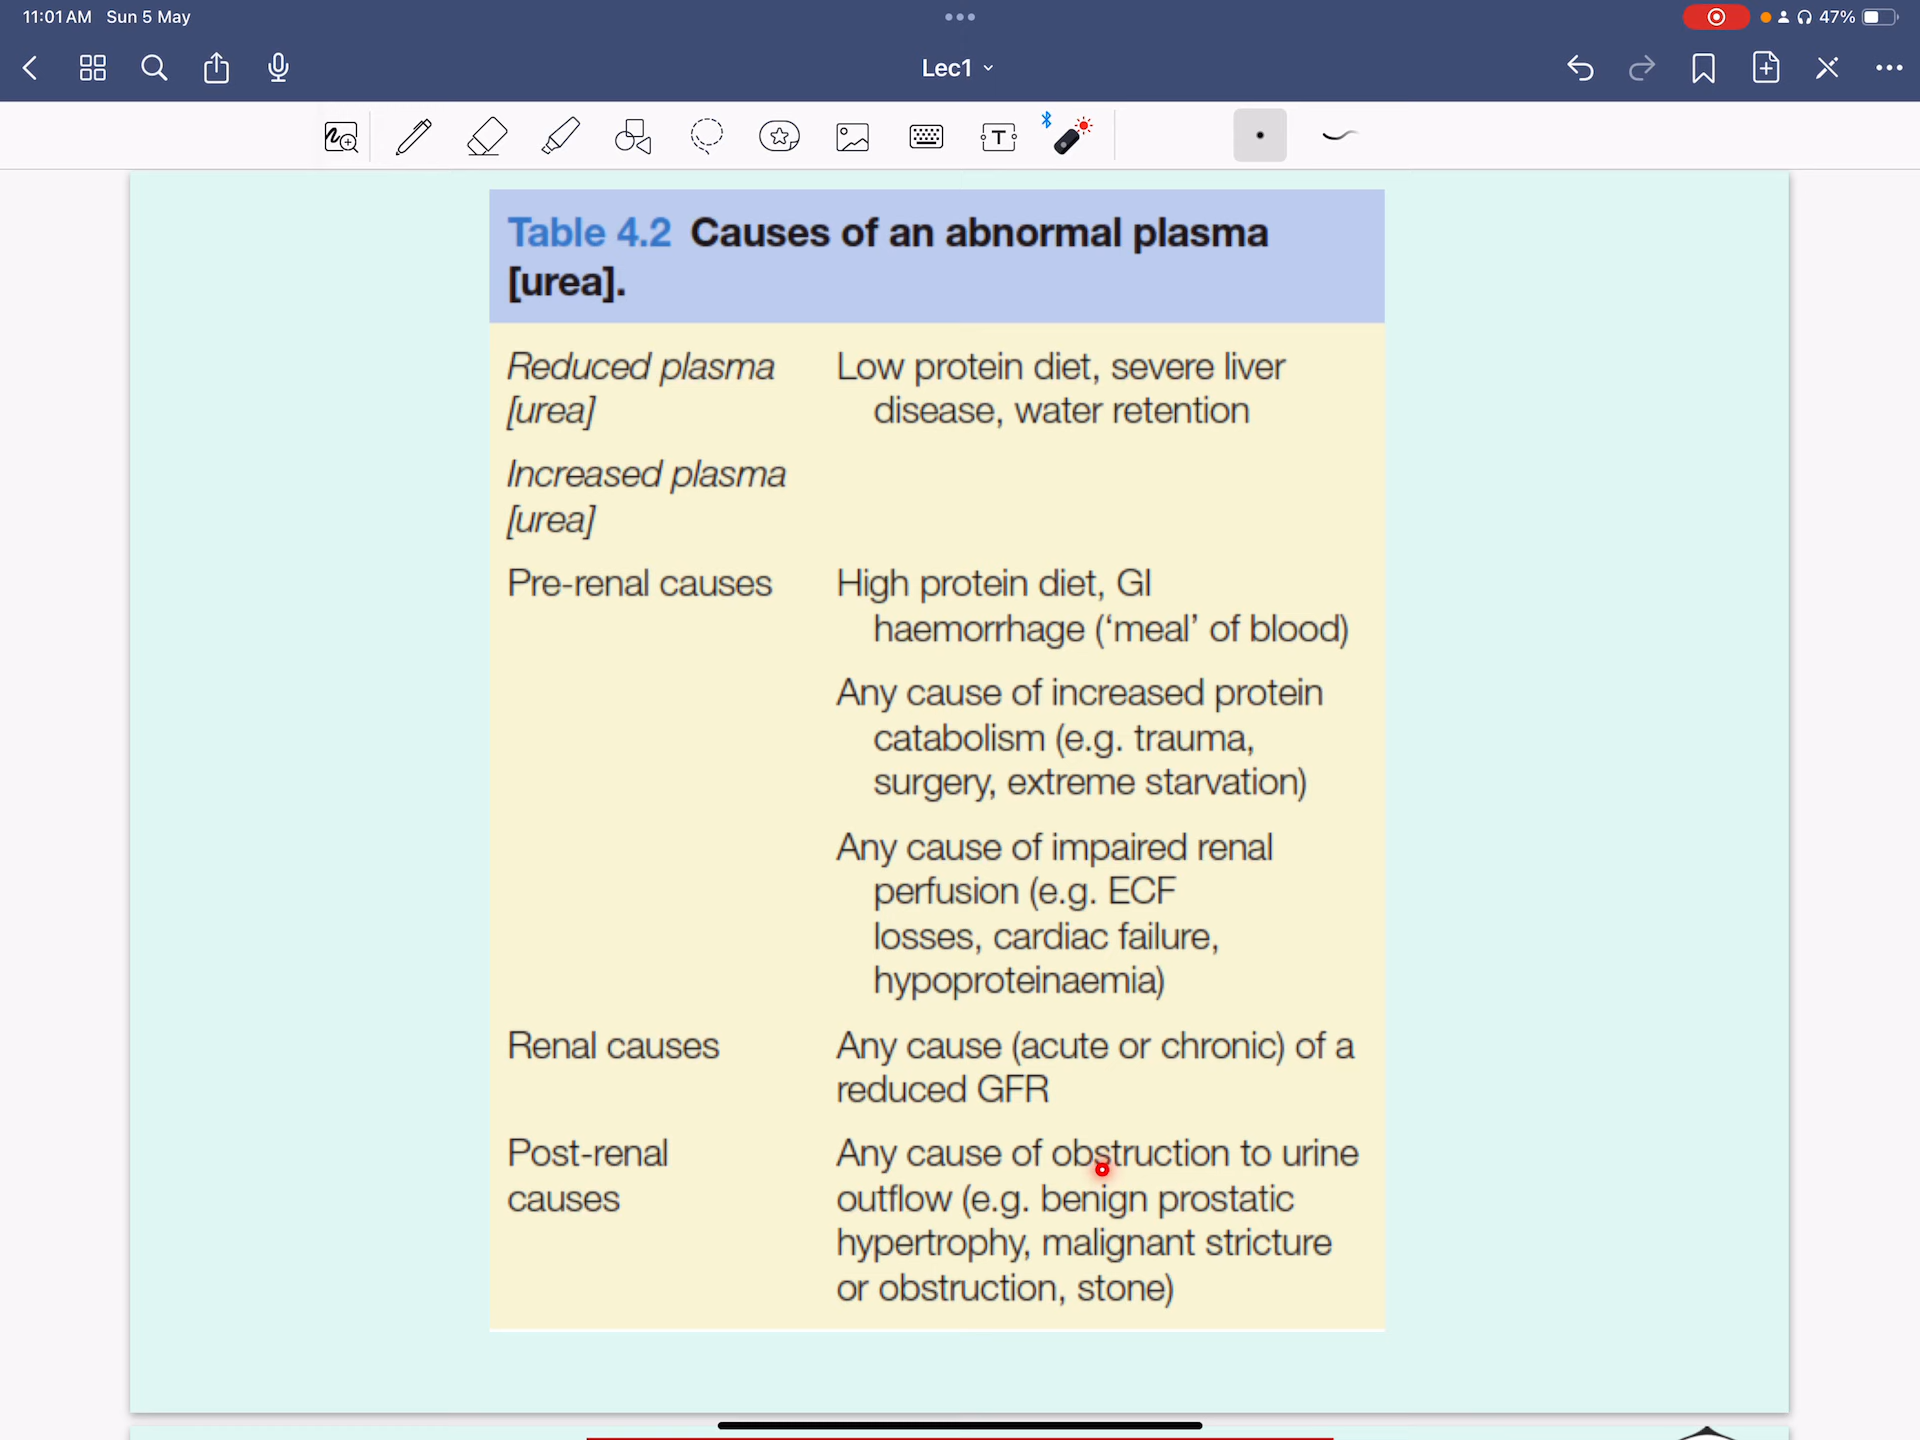 11:01 AM Sun 5 May
47%
Lec1
T
Table 4.2 Causes of an abnormal plasma
[urea].
Reduced plasma
[urea]
Low protein diet, severe liver
disease, water retention
Increased plasma
[urea]
Pre-renal causes
High protein diet, GI
haemorrhage (‘meal’ of blood)
Any cause of increased protein
catabolism (e.g. trauma,
surgery, extreme starvation)
Any cause of impaired renal
perfusion (e.g. ECF
losses, cardiac failure,
hypoproteinaemia)
Renal causes
Any cause (acute or chronic) of a
reduced GFR
Post-renal
causes
Any cause of obstruction to urine
outflow (e.g. benign prostatic
hypertrophy, malignant stricture
or obstruction, stone)